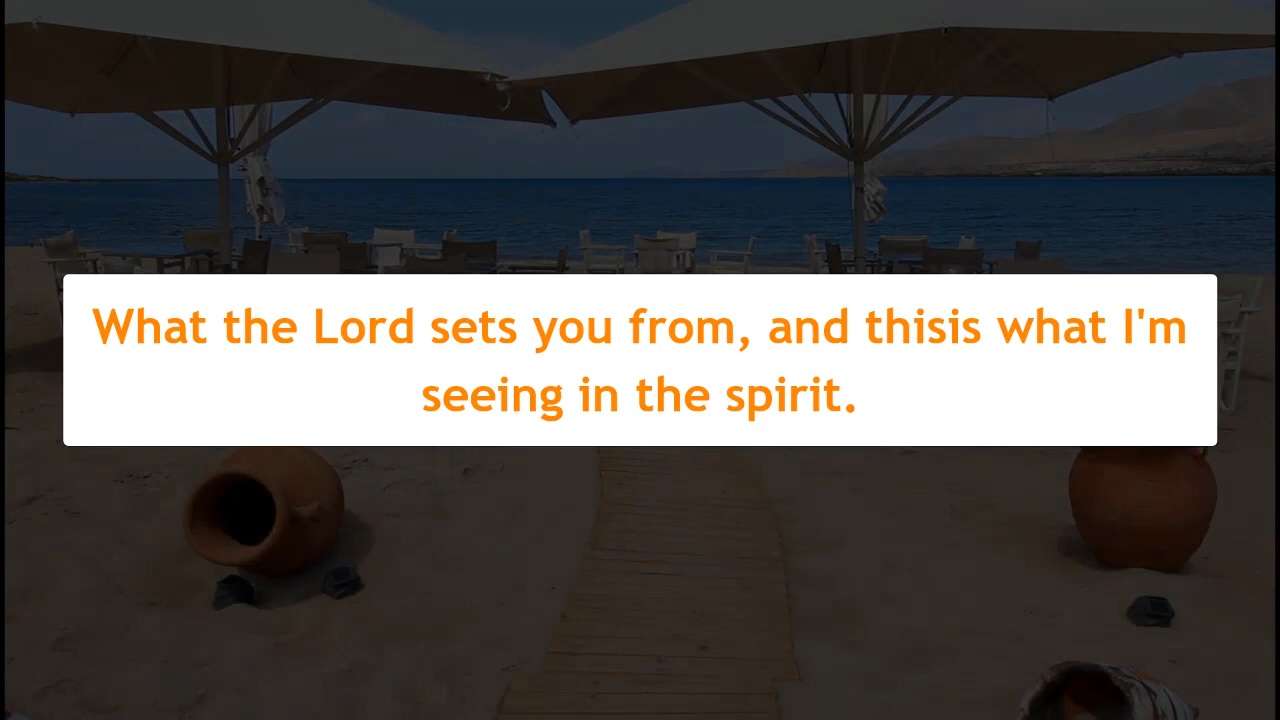 What the Lord sets you from, and thisis what I'm
seeing in the spirit.